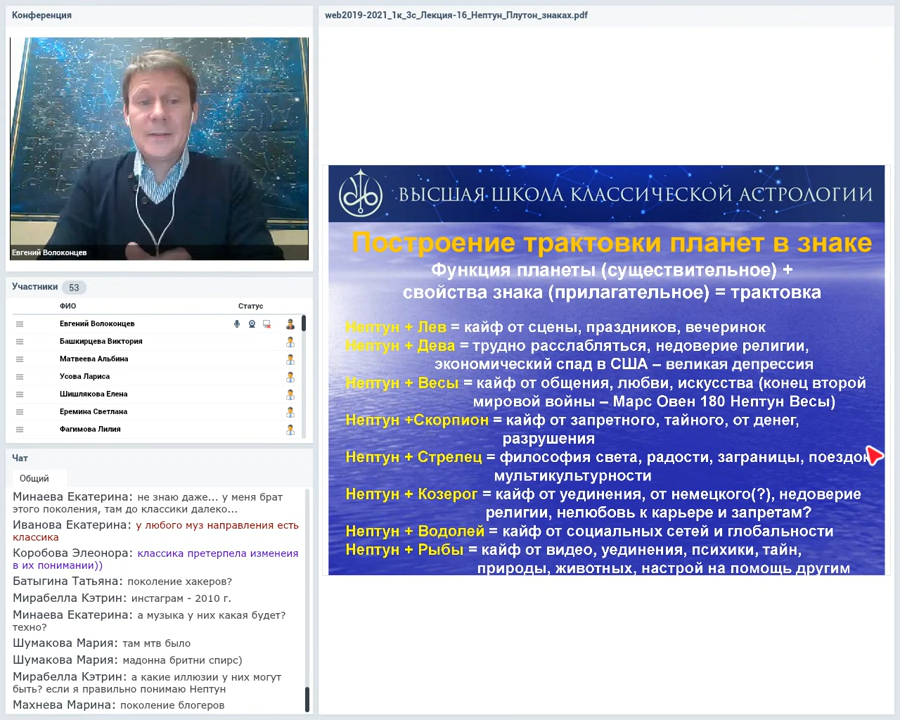 Конференция
Евгений Волоконцев
Участники 53
ФИО Статус
Евгений Волоконцев
Башкирцева Виктория
Матвеева Альбина
Усова Лариса
Шишлякова Елена
Еремина Светлана
Фагимова Лилия
Чат
Общий
Минаева Екатерина: не знаю даже... у меня брат
этого поколения, там до классики далеко...
Иванова Екатерина: у любого муз направления есть
классика
Коробова Элеонора: классика претерпела изменеия
в их понимании))
Батыгина Татьяна: поколение хакеров?
Мирабелла Кэтрин: инстаграм - 2010 г.
Минаева Екатерина: а музыка у них какая будет?
техно?
Шумакова Мария: там мтв было
Шумакова Мария: мадонна бритни спирс)
Мирабелла Кэтрин: а какие иллюзии у них могут
быть? если я правильно понимаю Нептун
Махнева Марина: поколение блогеров
web2019-2021_1к_3с_Лекция-16_Нептун_Плутон_знаках.pdf
ВЫСШАЯ ШКОЛА КЛАССИЧЕСКОЙ АСТРОЛОГИИ
Построение трактовки планет в знаке
Функция планеты (существительное) +
свойства знака (прилагательное) = трактовка
Нептун + Лев = кайф от сцены, праздников, вечеринок
Нептун + Дева = трудно расслабляться, недоверие религии,
экономический спад в США – великая депрессия
Нептун + Весы = кайф от общения, любви, искусства (конец второй
мировой войны – Марс Овен 180 Нептун Весы)
Нептун +Скорпион = кайф от запретного, тайного, от денег,
разрушения
Нептун + Стрелец = философия света, радости, заграницы, поездок
мультикультурности
Нептун + Козерог = кайф от уединения, от немецкого(?), недоверие
религии, нелюбовь к карьере и запретам?
Нептун + Водолей = кайф от социальных сетей и глобальности
Нептун + Рыбы = кайф от видео, уединения, психики, тайн,
природы, животных, настрой на помощь другим